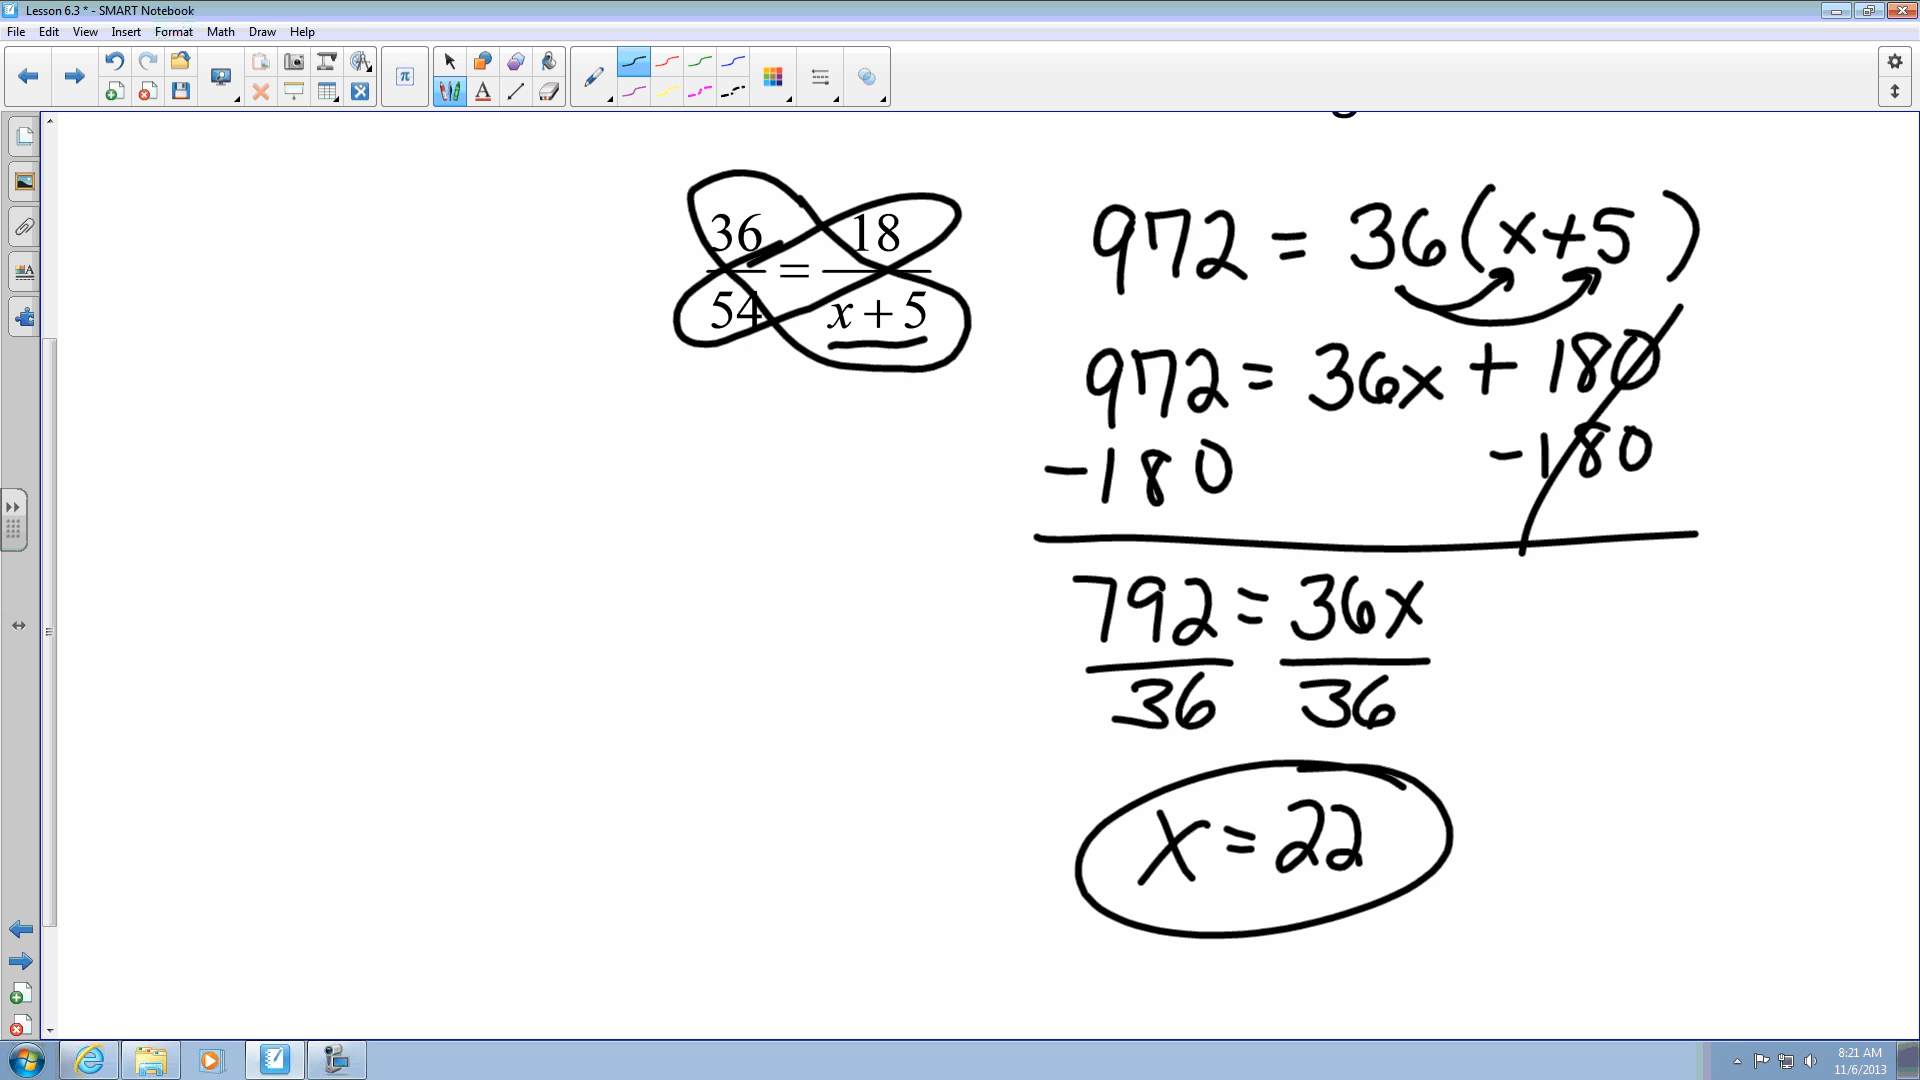 Lesson 6.3 * - SMART Notebook
File Edit View Insert Format Math Draw Help
π
A
AA
36/54 = 18/(x + 5)
972 = 36(x+5)
972 = 36x + 180
-180 -180
792 = 36x
36 36
x = 22
8:21 AM
11/6/2013